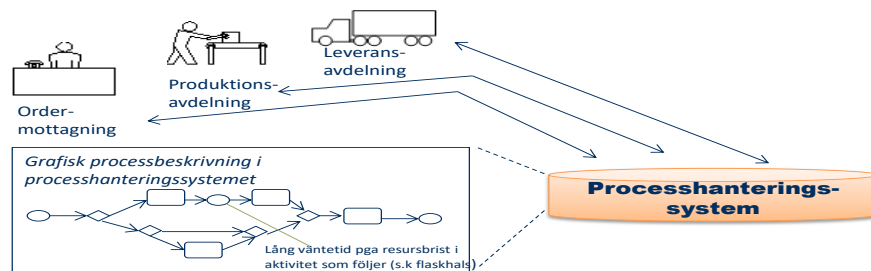 Leverans-
avdelning
Produktions-
avdelning
Order-
mottagning
Grafisk processbeskrivning i
processhanteringssystemet
Lång väntetid pga resursbrist i
aktivitet som följer (s.k flaskhals)
Processhanterings-
system